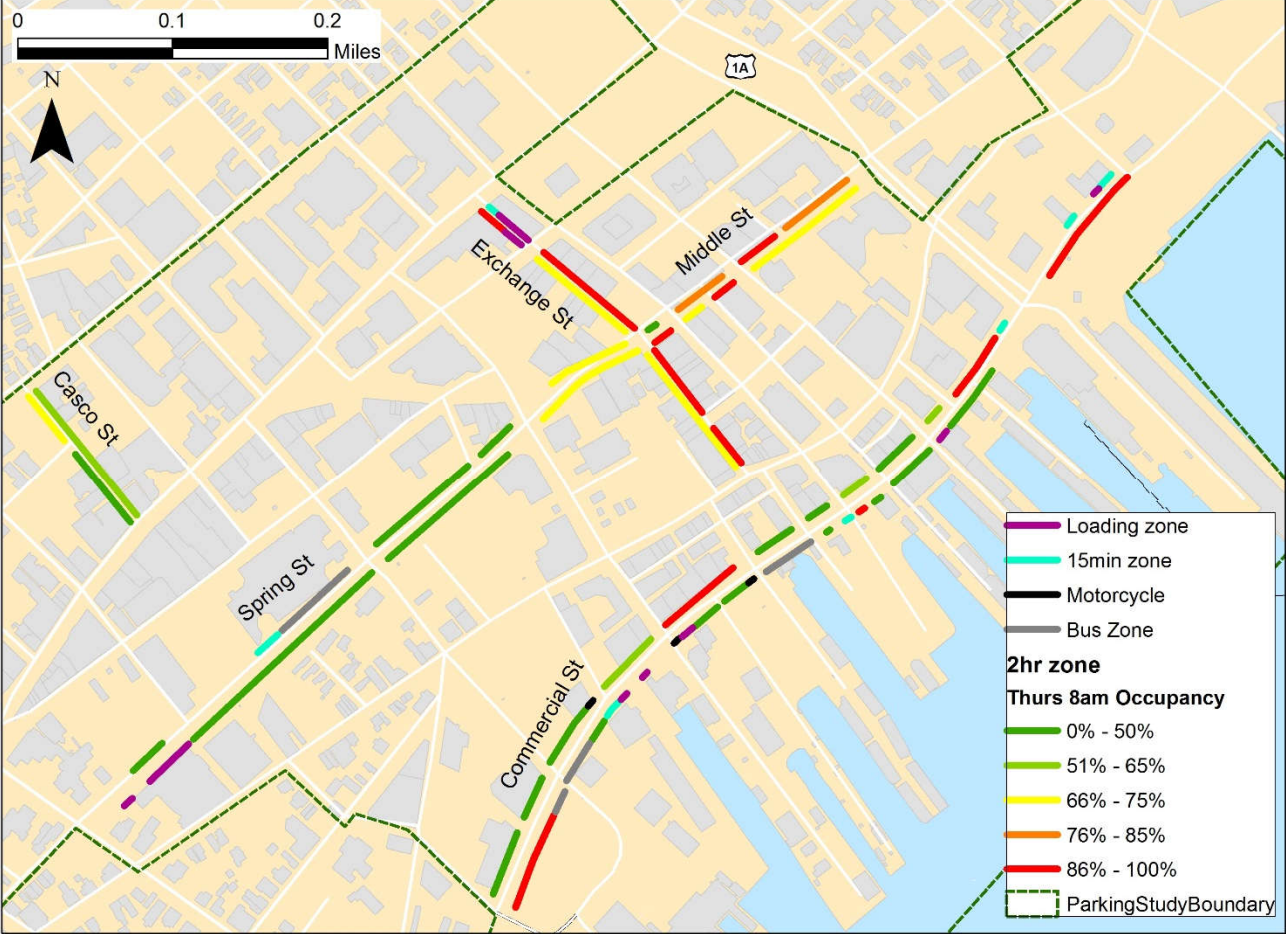 0 0.1 0.2
Miles
N
1A
Middle St
Exchange St
Casco St
Spring St
Commercial St
Loading zone
15min zone
Motorcycle
Bus Zone
2hr zone
Thurs 8am Occupancy
0% - 50%
51% - 65%
66% - 75%
76% - 85%
86% - 100%
ParkingStudyBoundary